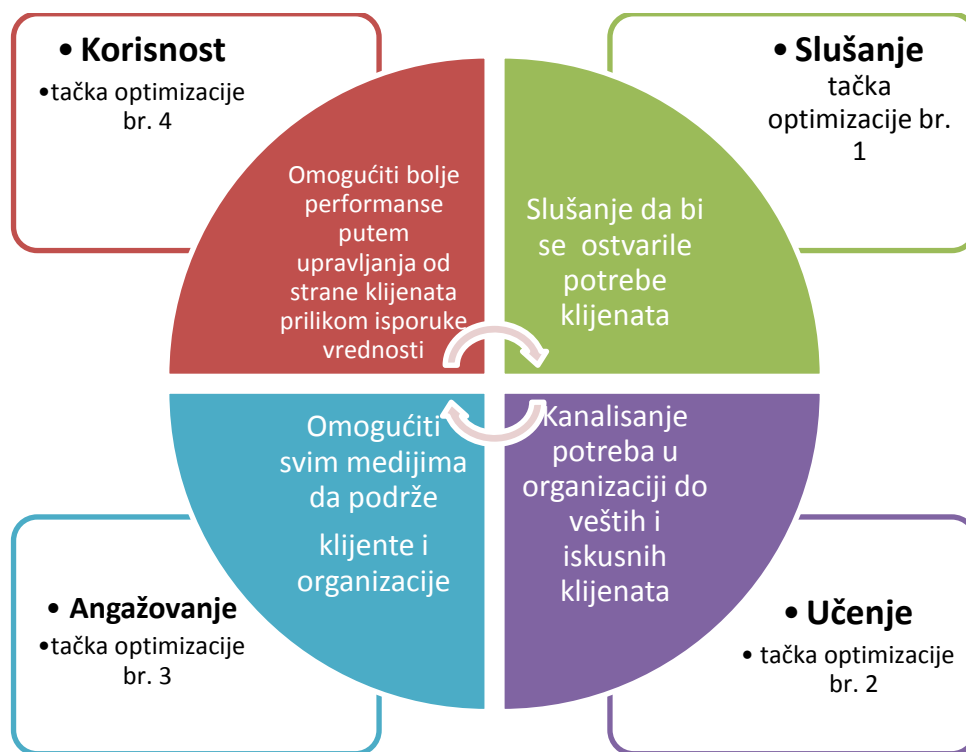 • Korisnost
•tačka optimizacije
br. 4
• Slušanje
tačka
optimizacije br.
1
Omogućiti bolje
performanse
putem
upravljanja od
strane klijenata
prilikom isporuke
vrednosti
Slušanje da bi
se ostvarile
potrebe
klijenata
Omogućiti
svim medijima
da podrže
klijente i
organizacije
Kanalisanje
potreba u
organizaciji do
veštih i
iskusnih
klijenata
• Angažovanje
•tačka optimizacije
br. 3
• Učenje
• tačka optimizacije
br. 2